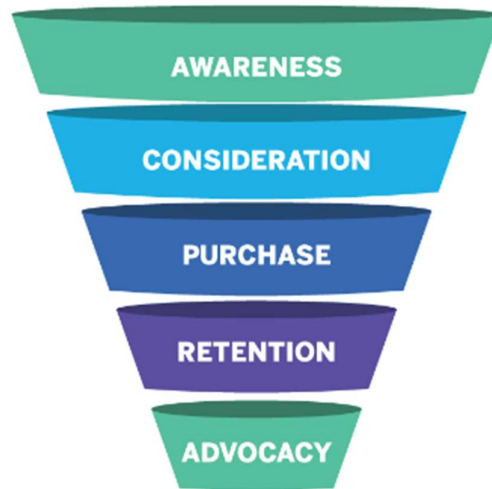 AWARENESS
CONSIDERATION
PURCHASE
RETENTION
ADVOCACY